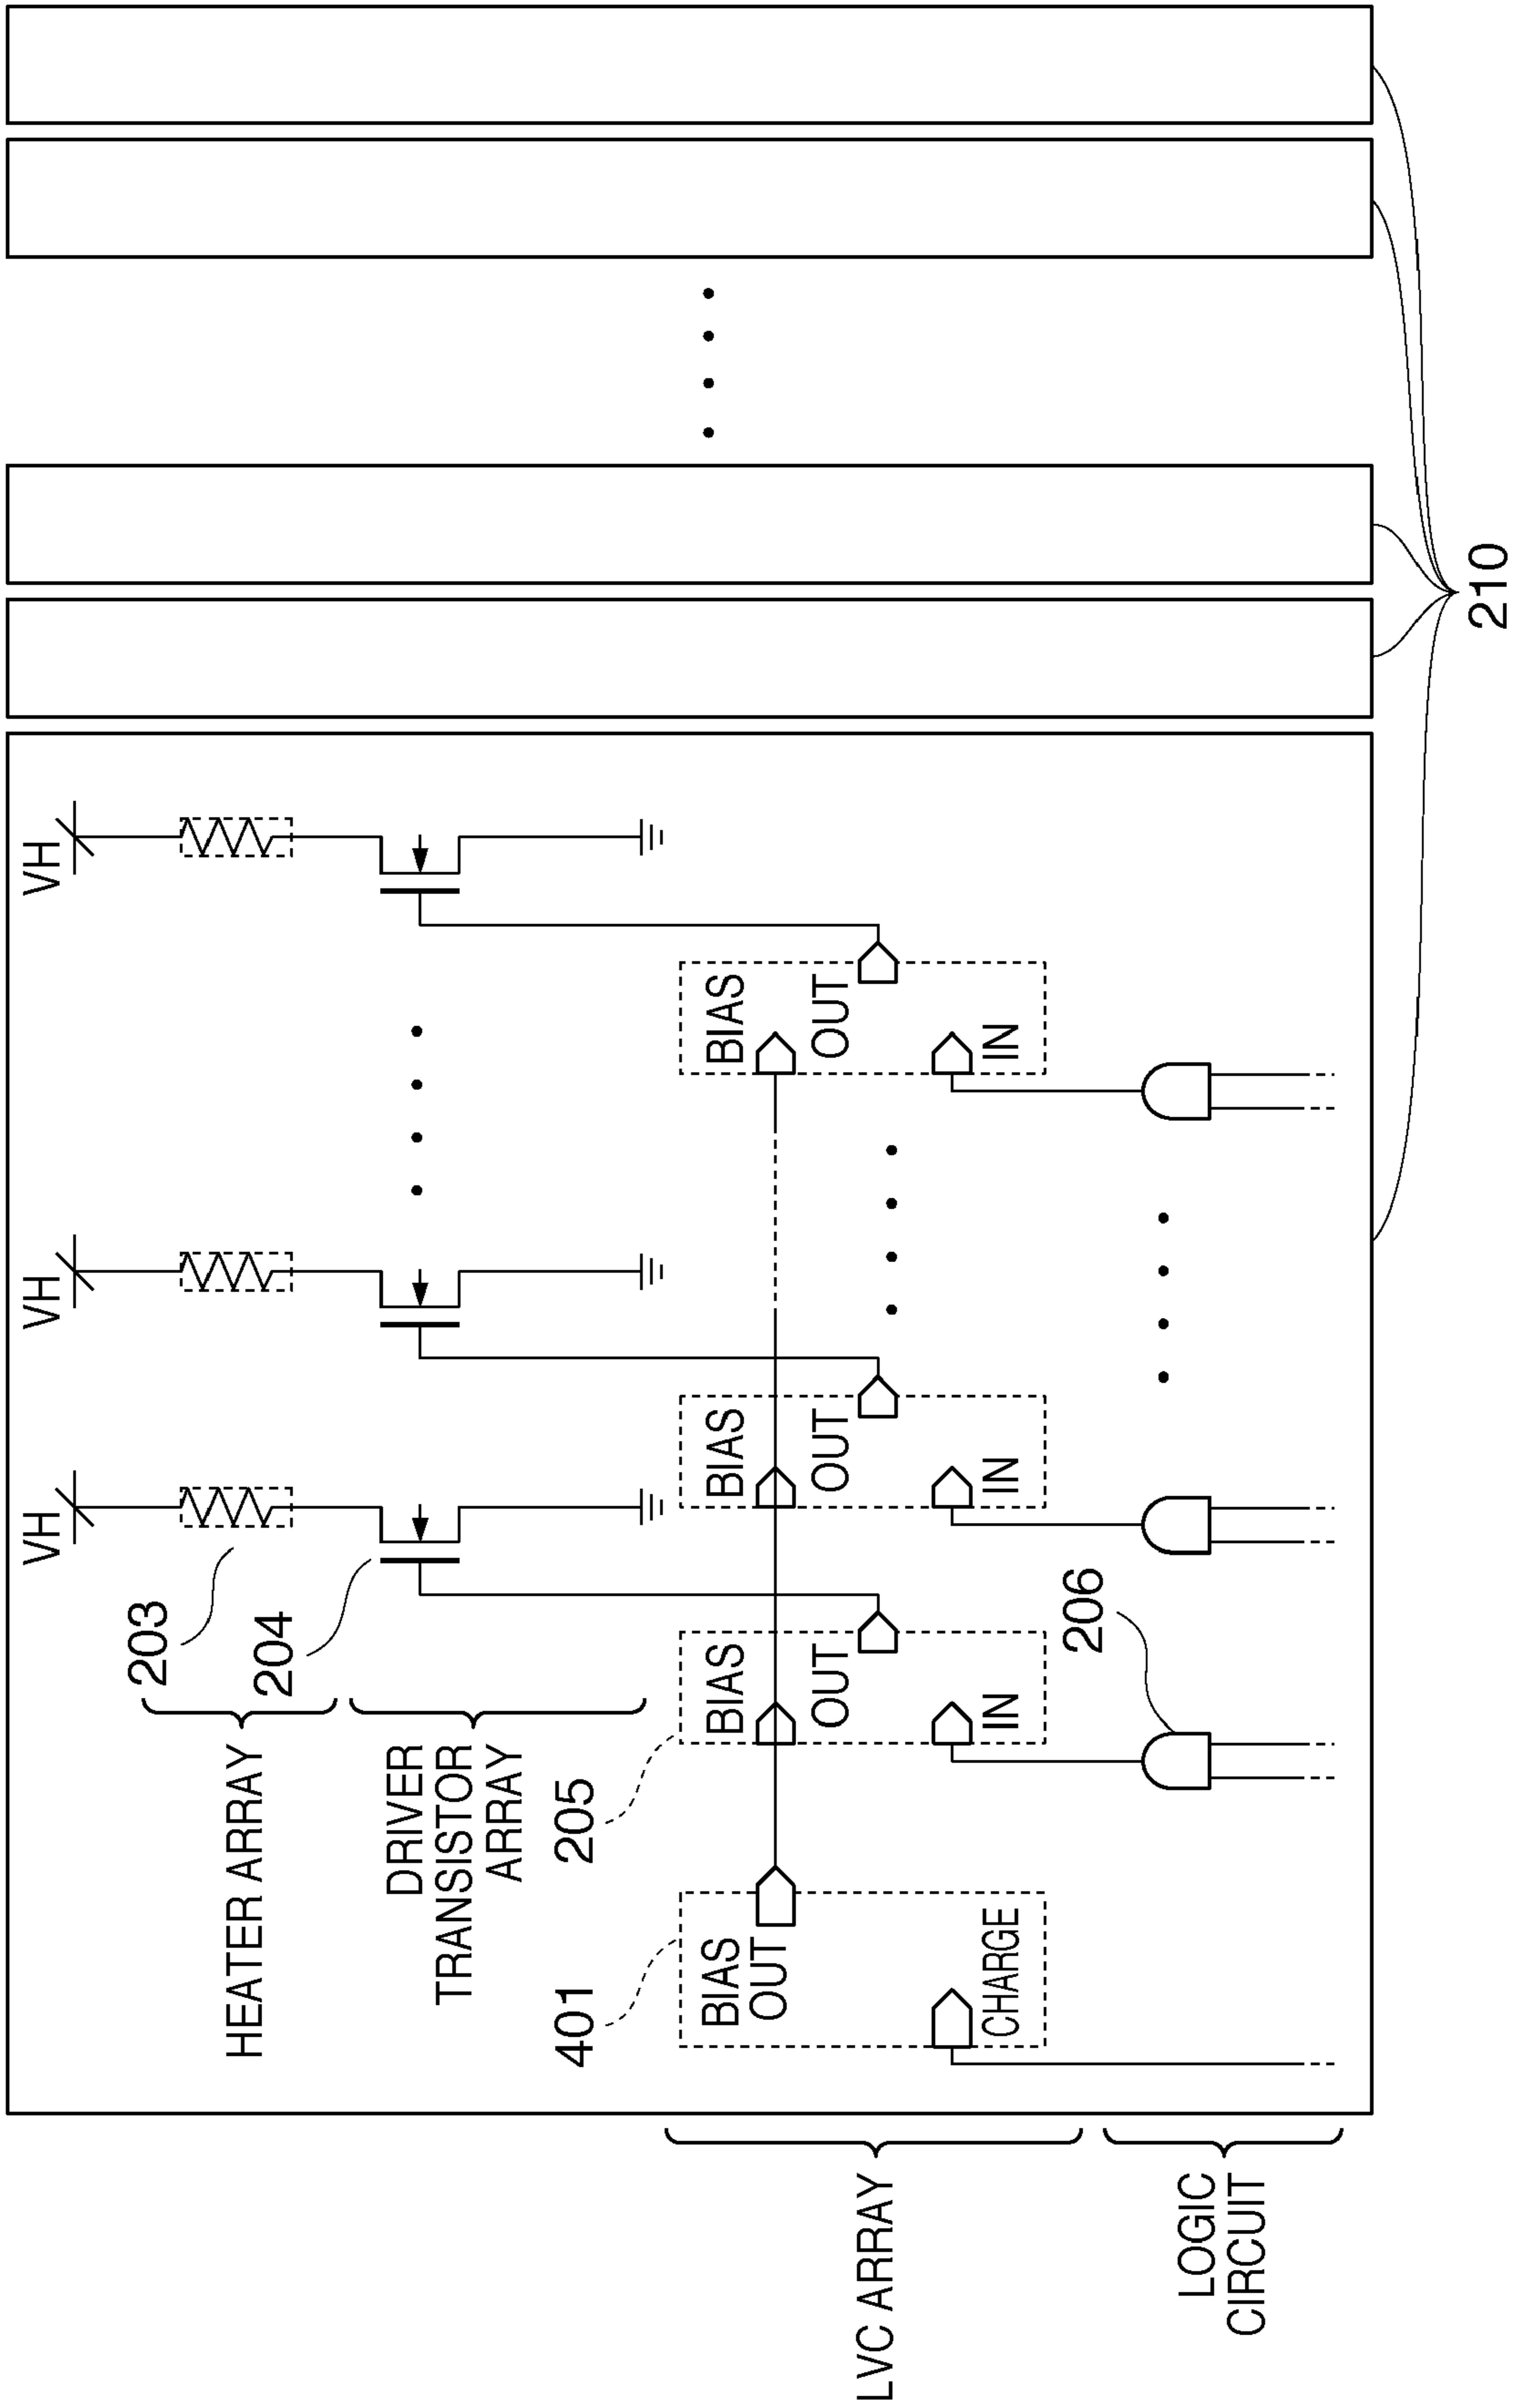 VH
VH
VH
203
HEATER ARRAY
204
DRIVER
TRANSISTOR
ARRAY
401
205
BIAS
OUT
BIAS
BIAS
BIAS
OUT
OUT
OUT
LVC ARRAY
CHARGE
IN
IN
IN
206
LOGIC
CIRCUIT
210